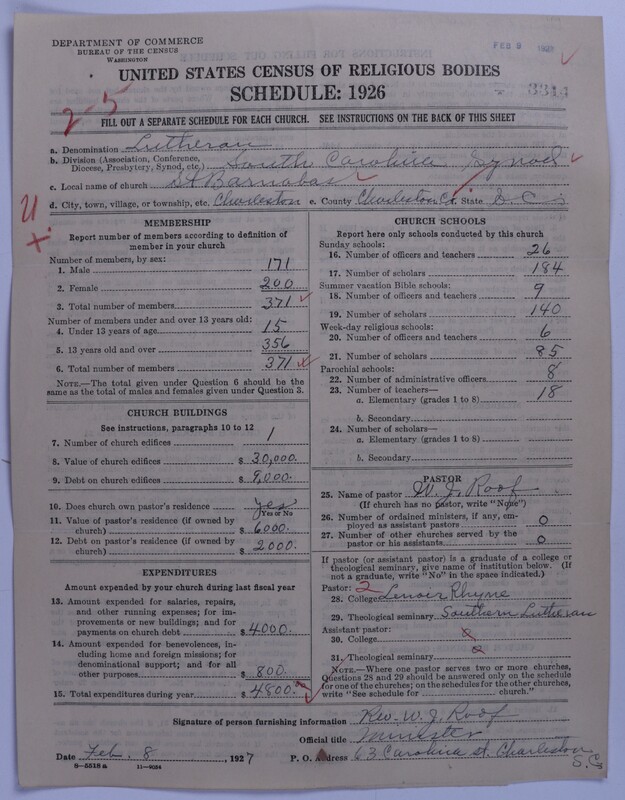 DEPARTMENT OF COMMERCE
BUREAU OF THE CENSUS
WASHINGTON
FEB 9 1927
UNITED STATES CENSUS OF RELIGIOUS BODIES
SCHEDULE: 1926
3314
2-5
FILL OUT A SEPARATE SCHEDULE FOR EACH CHURCH. SEE INSTRUCTIONS ON THE BACK OF THIS SHEET
a. Denomination Lutheran
b. Division (Association, Conference, Diocese, Presbytery, Synod, etc.) South Carolina Synod
c. Local name of church St Barnabas
d. City, town, village, or township, etc. Charleston e. County Charleston Co. State S. C.
MEMBERSHIP
Report number of members according to definition of
member in your church
Number of members, by sex:
1. Male 171
2. Female 200
3. Total number of members 371
Number of members under and over 13 years old:
4. Under 13 years of age 15
5. 13 years old and over 356
6. Total number of members 371
NOTE.—The total given under Question 6 should be the
same as the total of males and females given under Question 3.
CHURCH BUILDINGS
See instructions, paragraphs 10 to 12
7. Number of church edifices 1
8. Value of church edifices $ 30,000.
9. Debt on church edifices $ 9,000.
10. Does church own pastor's residence yes
(Yes or No
11. Value of pastor's residence (if owned by
church) $ 6000.
12. Debt on pastor's residence (if owned by
church) $ 2000.
EXPENDITURES
Amount expended by your church during last fiscal year
13. Amount expended for salaries, repairs,
and other running expenses; for im-
provements or new buildings; and for
payments on church debt $ 4000.
14. Amount expended for benevolences, in-
cluding home and foreign missions; for
denominational support; and for all
other purposes $ 800.
15. Total expenditures during year $ 4800.
CHURCH SCHOOLS
Report here only schools conducted by this church
Sunday schools:
16. Number of officers and teachers 26
17. Number of scholars 184
Summer vacation Bible schools:
18. Number of officers and teachers 9
19. Number of scholars 140
Week-day religious schools:
20. Number of officers and teachers 6
21. Number of scholars 85
Parochial schools:
22. Number of administrative officers 8
23. Number of teachers—
a. Elementary (grades 1 to 8) 18
b. Secondary
24. Number of scholars—
a. Elementary (grades 1 to 8)
b. Secondary
PASTOR
25. Name of pastor W. J. Roof
(If church has no pastor, write "None")
26. Number of ordained ministers, if any, em-
ployed as assistant pastors 0
27. Number of other churches served by the
pastor or his assistants 0
If pastor (or assistant pastor) is a graduate of a college or
theological seminary, give name of institution below. (If
not a graduate, write "No" in the space indicated.)
Pastor: 2
28. College Lenoir Rhyne
29. Theological seminary Southern Lutheran
Assistant pastor:
30. College
31. Theological seminary
NOTE.—Where one pastor serves two or more churches,
Questions 28 and 29 should be answered only on the schedule
for one of the churches; on the schedules for the other churches,
write "See schedule for church."
Signature of person furnishing information Rev. W. J. Roof
Official title Minister
Date Feb. 8, 1927 P. O. Address 63 Carolina st. Charleston
S. C.
8-5518 a 11-9054